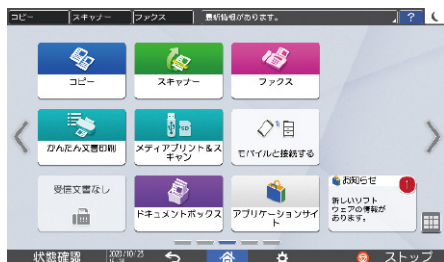 コピー
スキャナー
ファクス
最新情報があります。
?
コピー
スキャナー
ファクス
かんたん文書印刷
SD
メディアプリント&ス
キャン
モバイルと接続する
お知らせ
受信文書なし
ドキュメントボックス
アプリケーションサイ
ト
新しいソフト
ウェアの情報が
あります。
状態確認
2020/10/23
ストップ